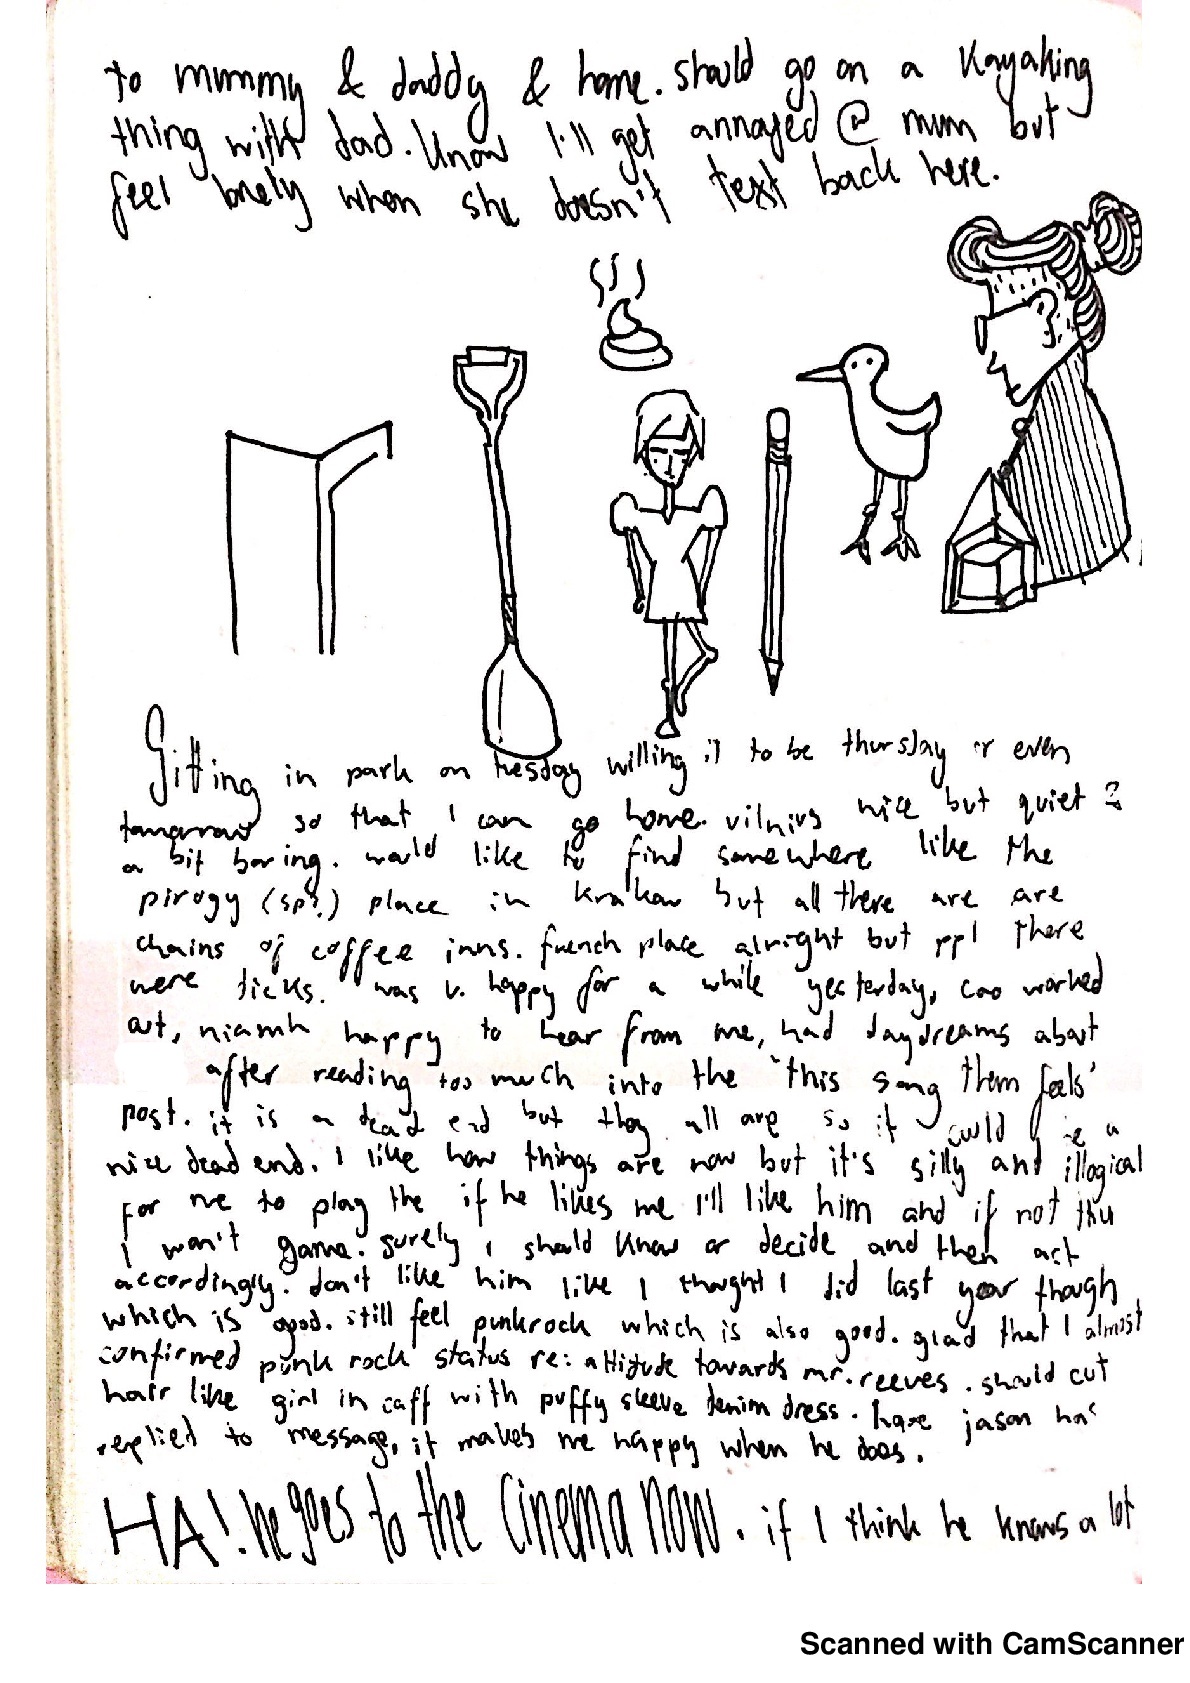 to mummy & daddy & home. should go on a kayaking
thing with dad. know I'll get annoyed @ mum but
feel lonely when she doesn't text back here.
Sitting in park on tuesday willing it to be thursday or even
tomorrow so that I can go home. vilnius nice but quiet &
a bit boring. would like to find somewhere like the
pirogy (sp?) place in krakow but all there are are
chains of coffee inns. french place alright but ppl there
were dicks. was v. happy for a while yesterday, cao worked
out, niamh happy to hear from me, had daydreams about
after reading too much into the 'this song them feels'
post. it is a dead end but they all are so it could be a
nice dead end. I like how things are now but it's silly and illogical
for me to play the if he likes me I'll like him and if not thu
I won't game. surely I should know or decide and then act
accordingly. don't like him like I thought I did last year though
which is good. still feel punkrock which is also good. glad that I almost
confirmed punk rock status re: attitude towards mr. reeves. should cut
hair like girl in caff with puffy sleeve denim dress. hope jason has
replied to message, it makes me happy when he does.
HA! he goes to the cinema now. if I think he knows a lot
Scanned with CamScanner